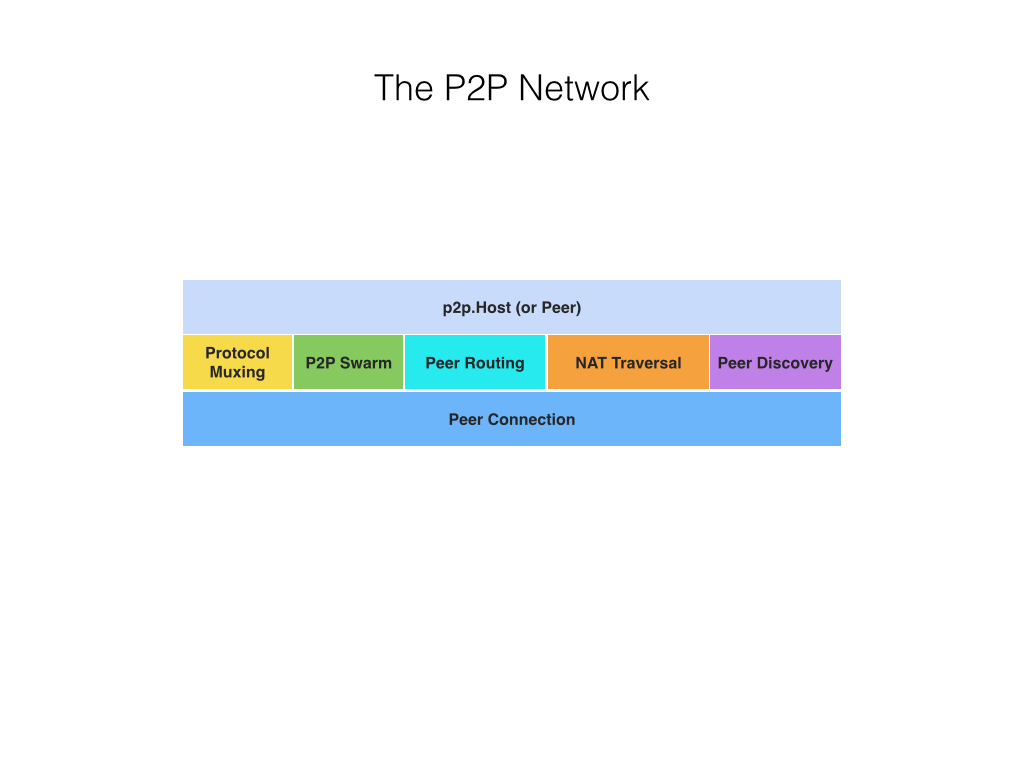 The P2P Network
p2p.Host (or Peer)
Protocol
Muxing
P2P Swarm
Peer Routing
NAT Traversal
Peer Discovery
Peer Connection